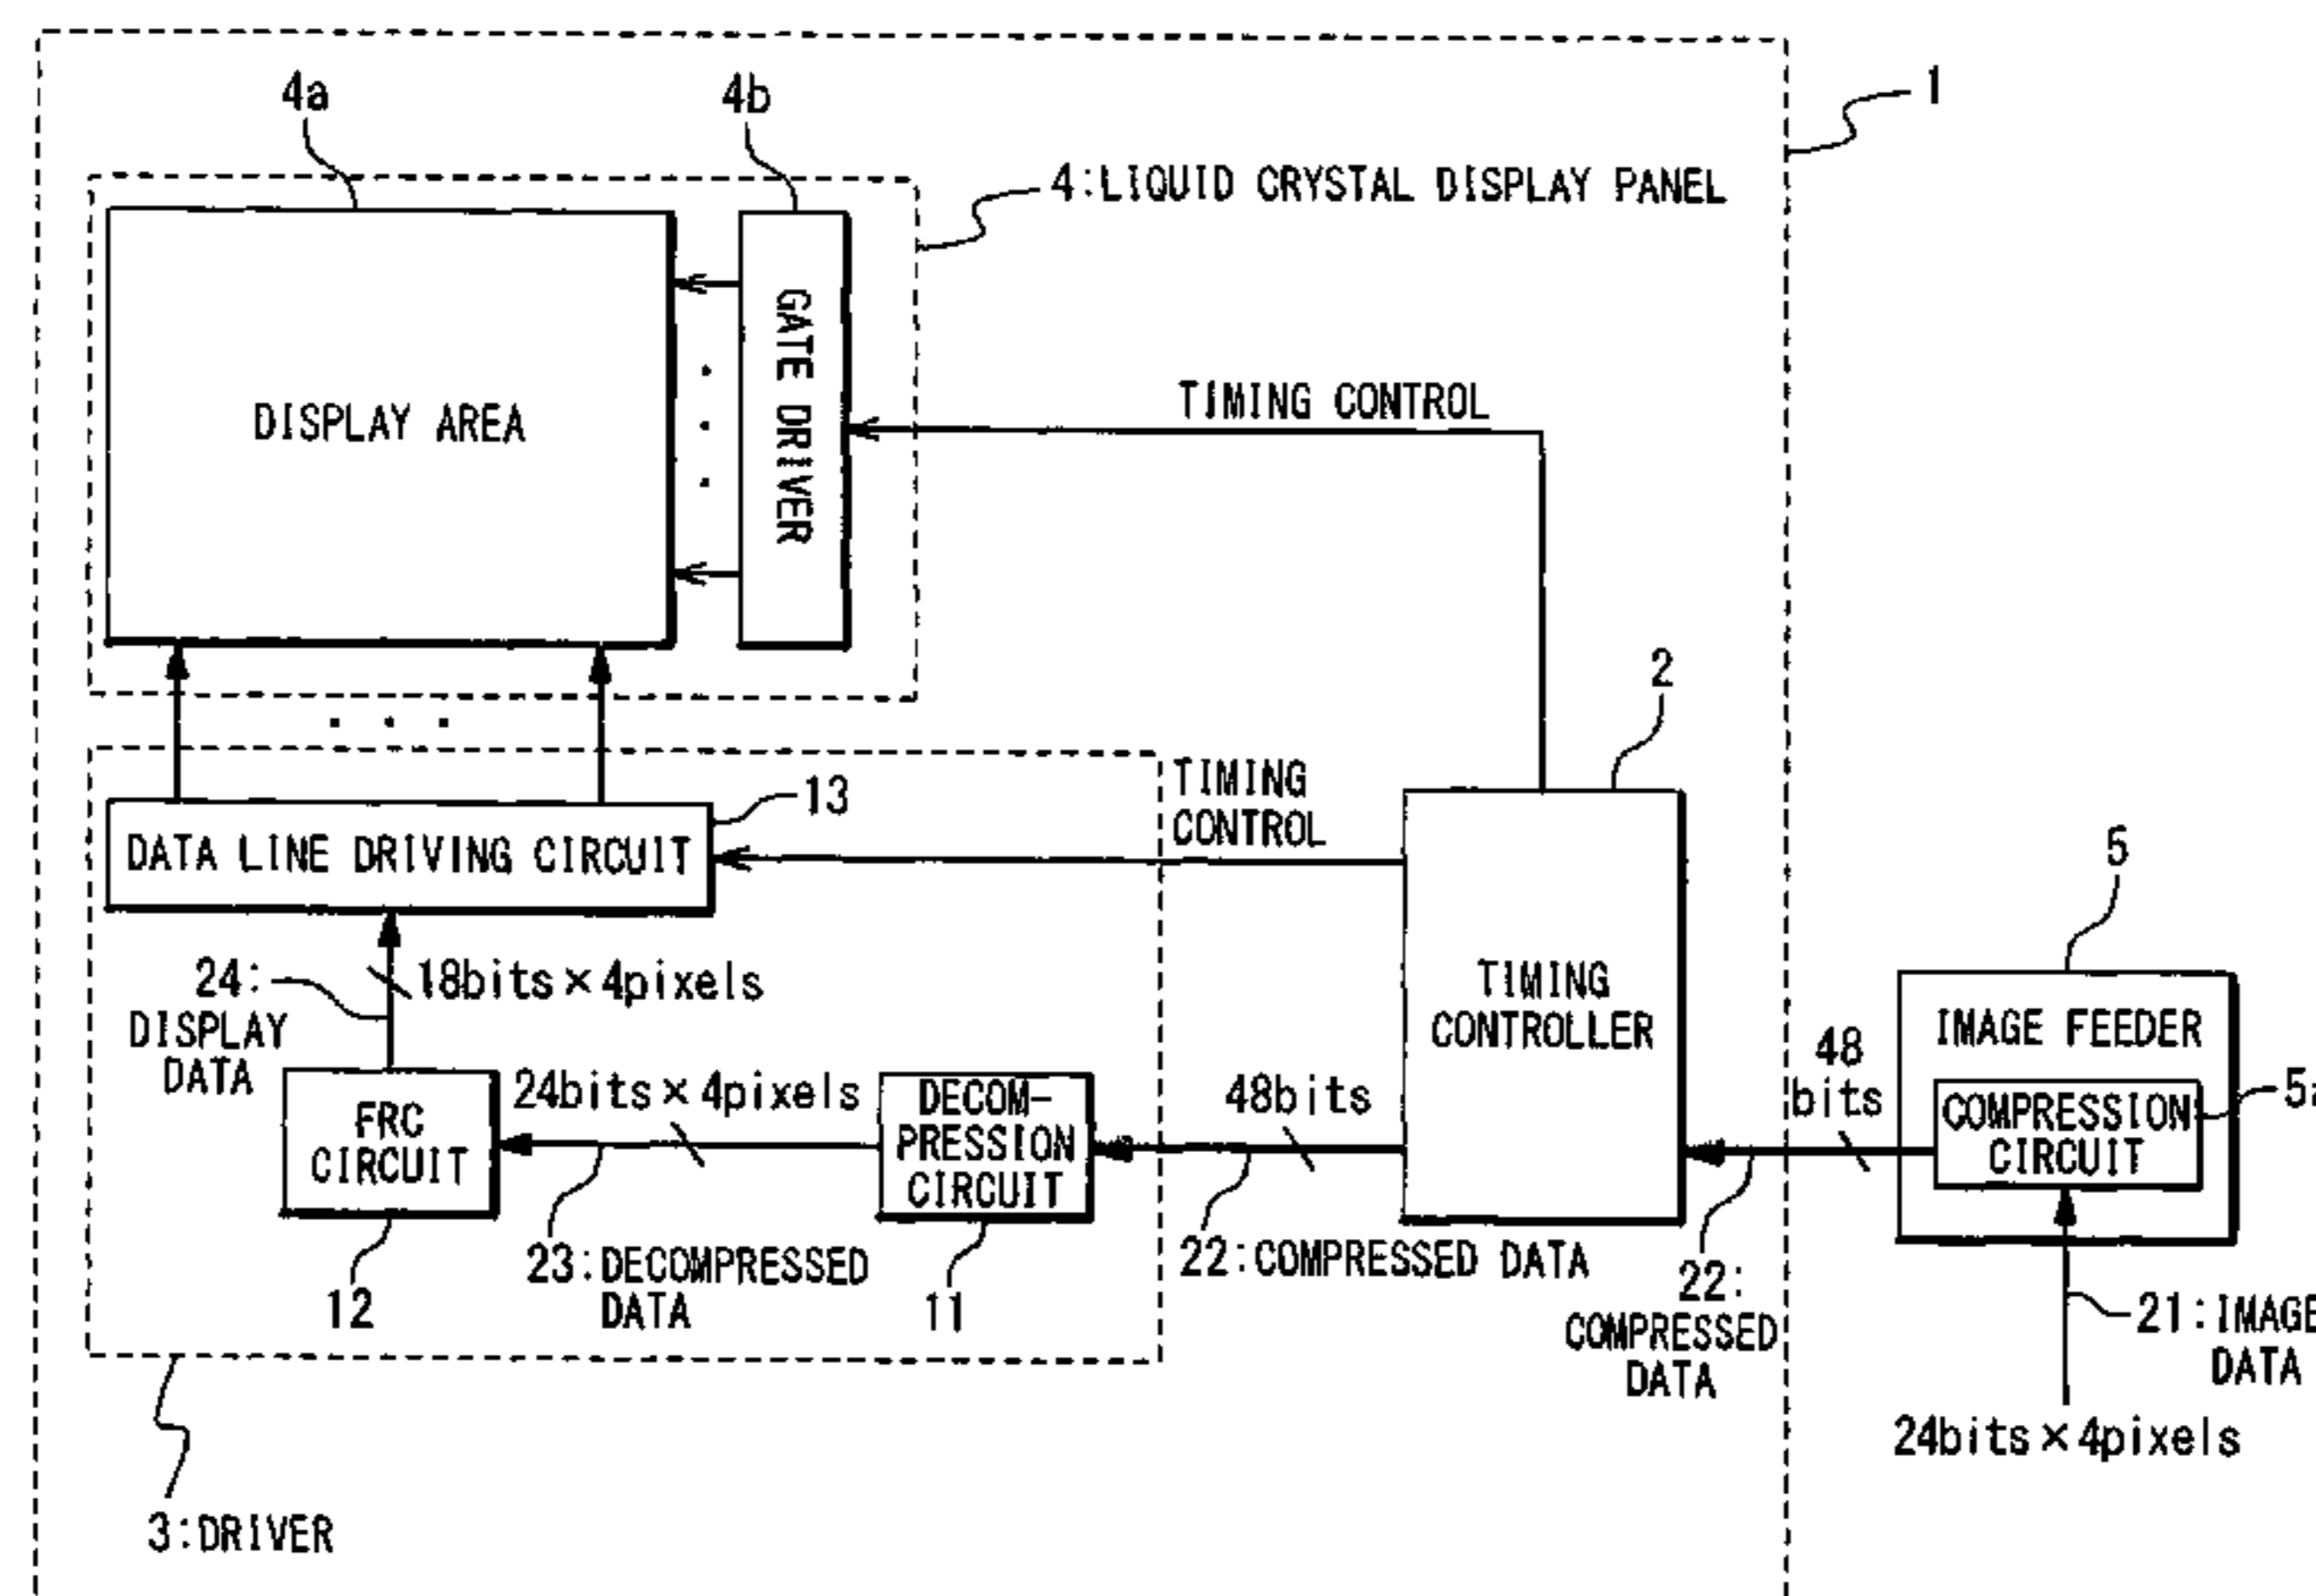 4a
4b
1
4:LIQUID CRYSTAL DISPLAY PANEL
DISPLAY AREA
GATE DRIVER
TIMING CONTROL
2
TIMING
CONTROL
13
DATA LINE DRIVING CIRCUIT
5
24:
DISPLAY
DATA
18bits×4pixels
TIMING
CONTROLLER
IMAGE FEEDER
48
bits
COMPRESSION
CIRCUIT
FRC
CIRCUIT
24bits×4pixels
DECOM-
PRESSION
CIRCUIT
48bits
12
23:DECOMPRESSED
DATA
11
22:COMPRESSED DATA
22:
COMPRESSED
DATA
21:IMAGE
DATA
24bits×4pixels
3:DRIVER